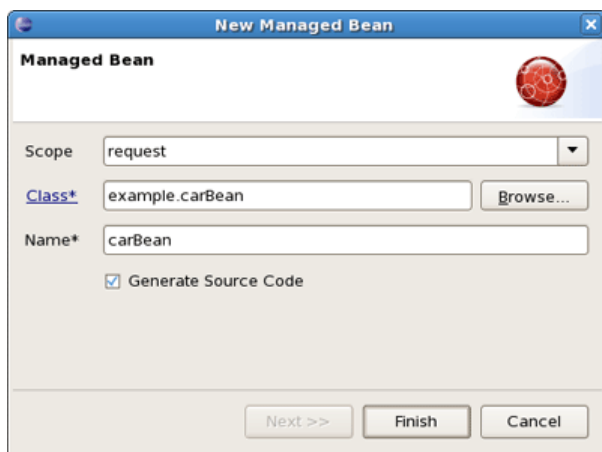 New Managed Bean
Managed Bean
Scope request
Class* example.carBean Browse...
Name* carBean
Generate Source Code
Next >> Finish Cancel